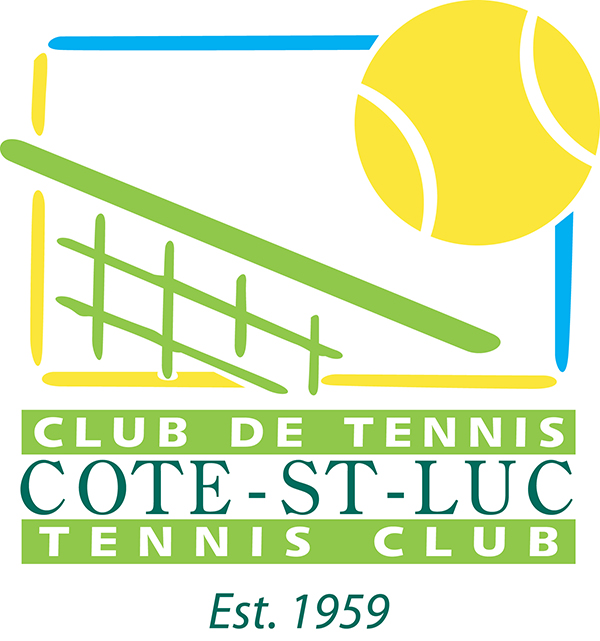 CLUB DE TENNIS
COTE-ST-LUC
TENNIS CLUB
Est. 1959